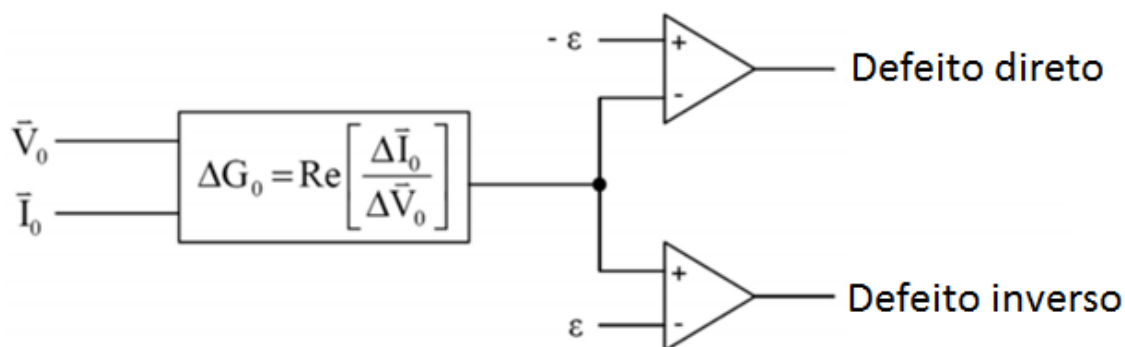 - ε
+
-
Defeito direto
V̄₀
Ī₀
ΔG₀ = Re[ΔĪ₀/ΔV̄₀]
+
-
ε
Defeito inverso